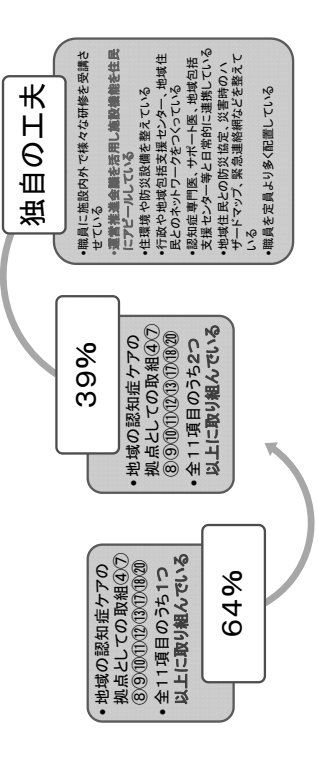 ・地域の認知症ケアの
拠点としての取組④⑦
⑧⑨⑩⑪⑫⑬⑰⑱⑳
・全11項目のうち1つ
以上に取り組んでいる
64%
39%
・地域の認知症ケアの
拠点としての取組④⑦
⑧⑨⑩⑪⑫⑬⑰⑱⑳
・全11項目のうち2つ
以上に取り組んでいる
独自の工夫
・職員に施設内外で様々な研修を受講さ
せている
・運営推進会議を活用し施設機能を住民
にアピールしている
・住環境や防災設備を整えている
・行政や地域包括支援センター、地域住
民とのネットワークをつくっている
・認知症専門医、サポート医、地域包括
支援センター等と日常的に連携している
・地域住民との防災協定、災害時のハ
ザードマップ、緊急連絡網などを整えて
いる
・職員を定員より多く配置している